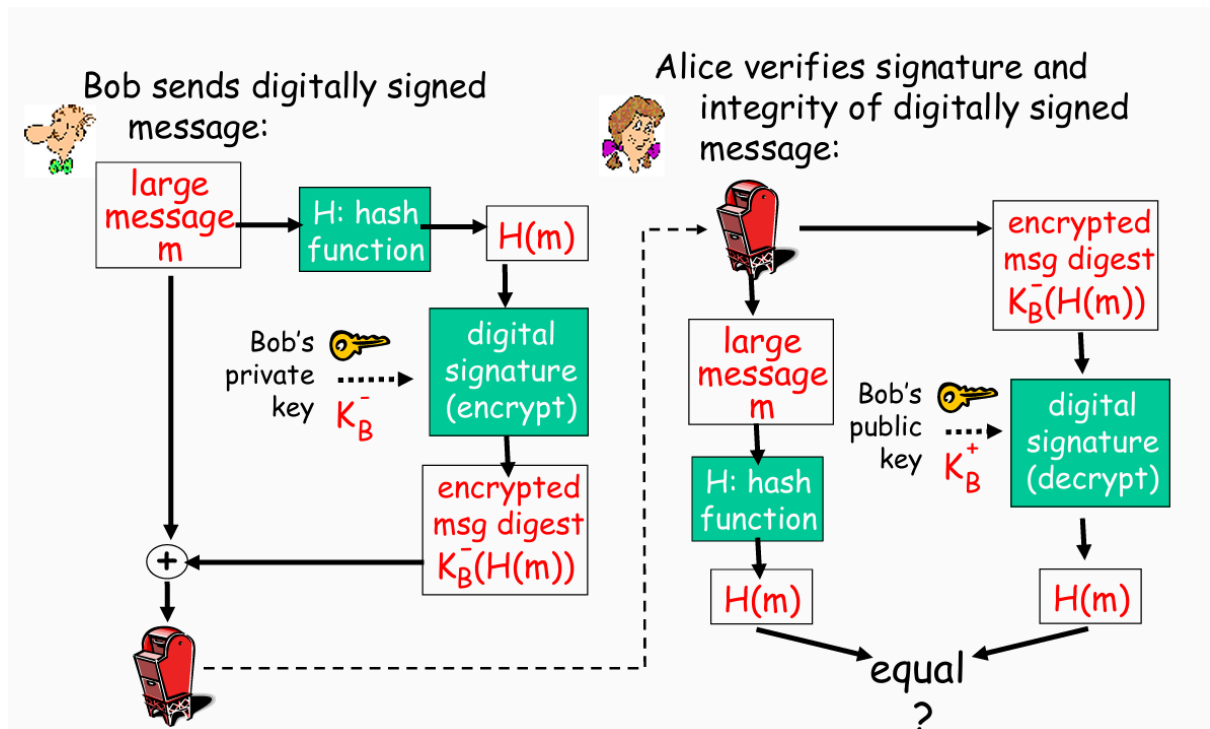 Bob sends digitally signed
message:
large
message
m
H: hash
function
H(m)
Bob's
private
key
K_B^-
digital
signature
(encrypt)
encrypted
msg digest
K_B^-(H(m))
+
Alice verifies signature and
integrity of digitally signed
message:
encrypted
msg digest
K_B^-(H(m))
large
message
m
Bob's
public
key
K_B^+
digital
signature
(decrypt)
H: hash
function
H(m)
H(m)
equal
?